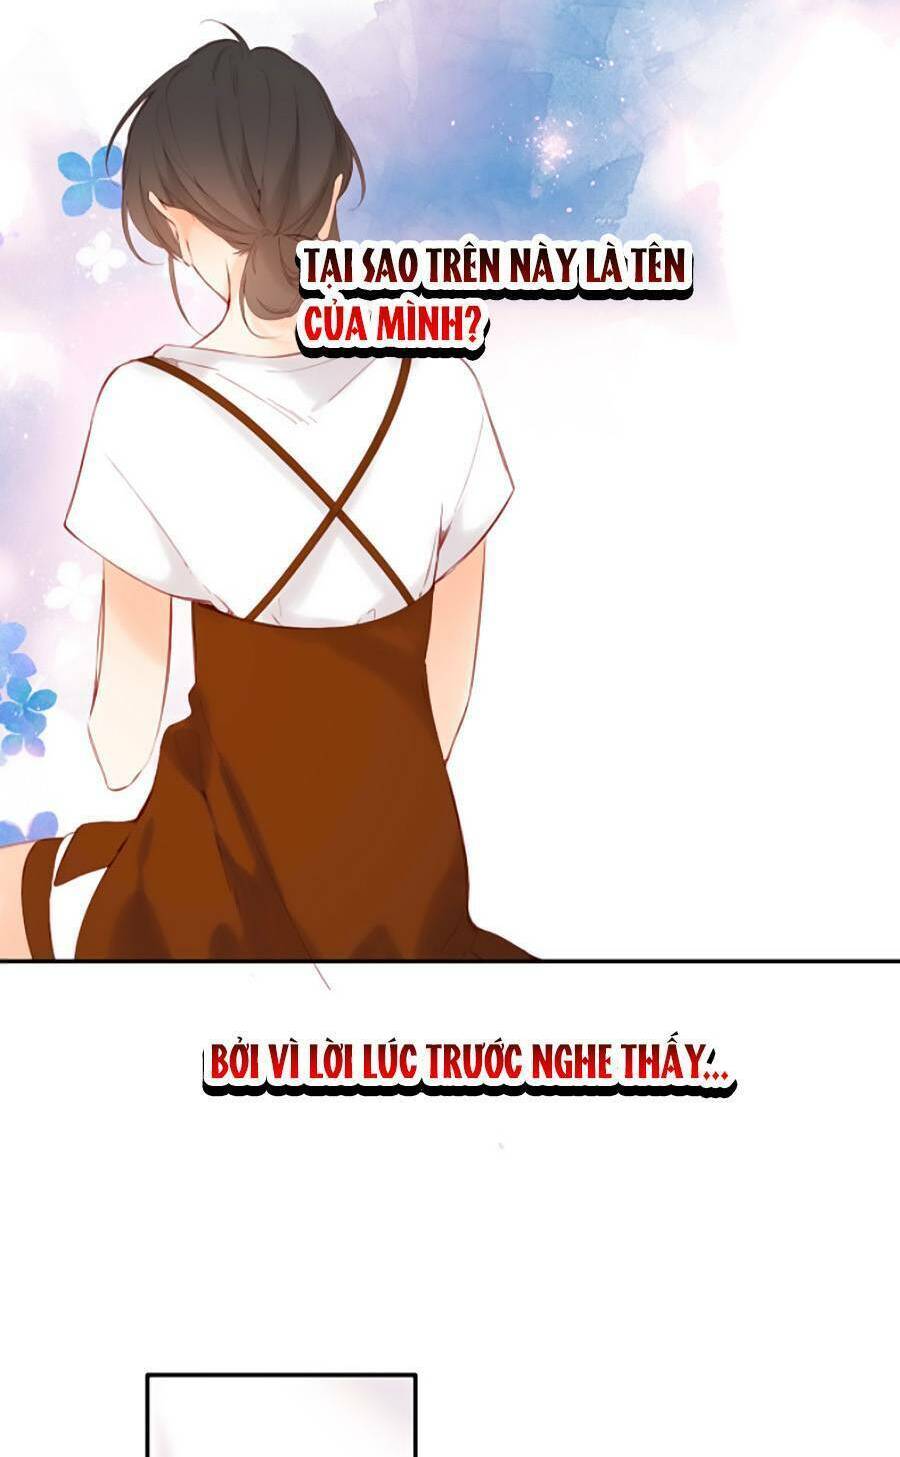 TẠI SAO TRÊN NÀY LÀ TÊN
CỦA MÌNH?
BỞI VÌ LỜI LÚC TRƯỚC NGHE THẤY...